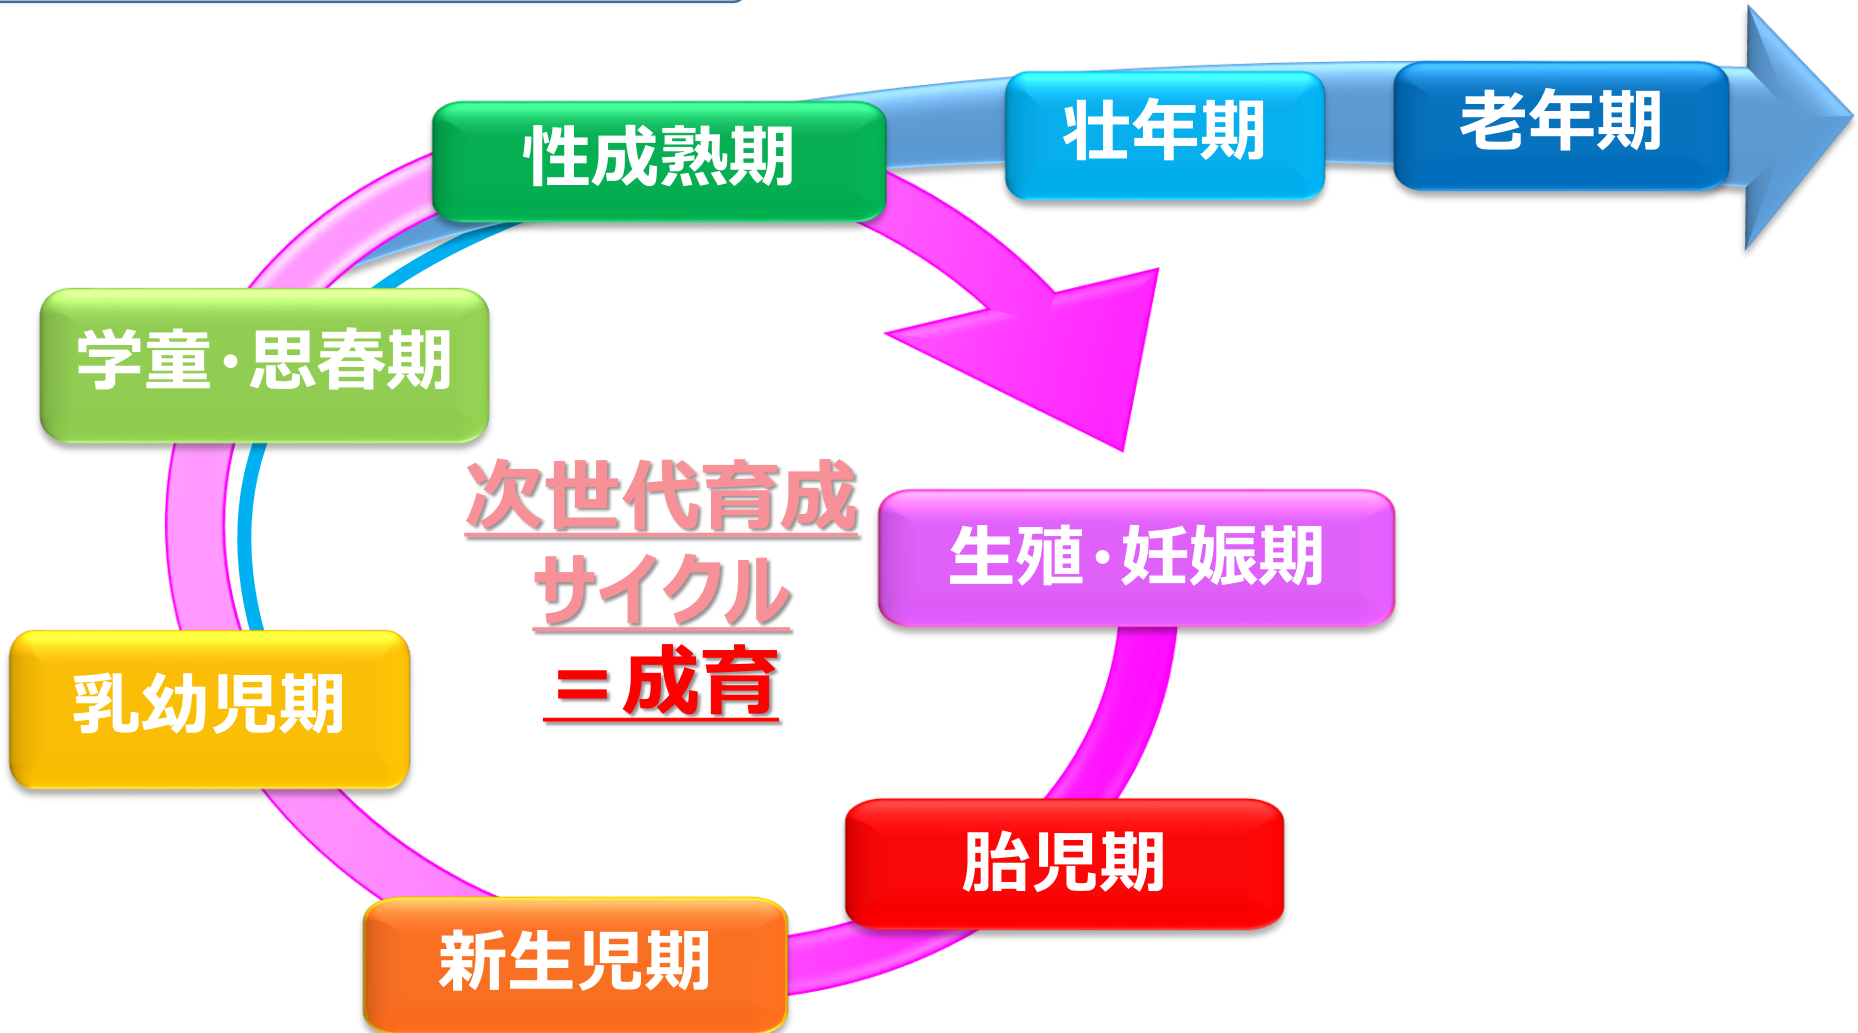 性成熟期
壮年期
老年期
学童・思春期
次世代育成
サイクル
＝成育
生殖・妊娠期
乳幼児期
胎児期
新生児期